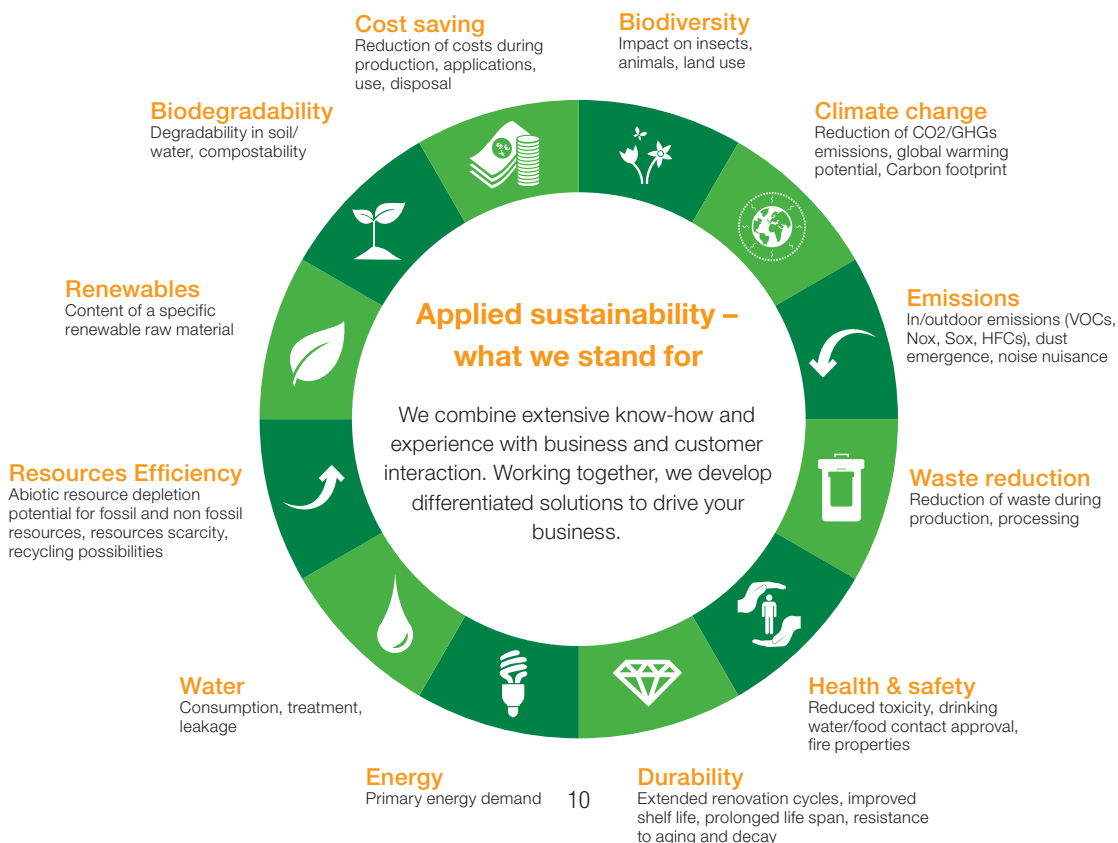 Cost saving
Reduction of costs during
production, applications,
use, disposal
Biodiversity
Impact on insects,
animals, land use
Biodegradability
Degradability in soil/
water, compostability
Climate change
Reduction of CO2/GHGs
emissions, global warming
potential, Carbon footprint
Renewables
Content of a specific
renewable raw material
Emissions
In/outdoor emissions (VOCs,
Nox, Sox, HFCs), dust
emergence, noise nuisance
Applied sustainability –
what we stand for
We combine extensive know-how and
experience with business and customer
interaction. Working together, we develop
differentiated solutions to drive your
business.
Resources Efficiency
Abiotic resource depletion
potential for fossil and non fossil
resources, resources scarcity,
recycling possibilities
Waste reduction
Reduction of waste during
production, processing
Water
Consumption, treatment,
leakage
Health & safety
Reduced toxicity, drinking
water/food contact approval,
fire properties
Energy
Primary energy demand
10
Durability
Extended renovation cycles, improved
shelf life, prolonged life span, resistance
to aging and decay